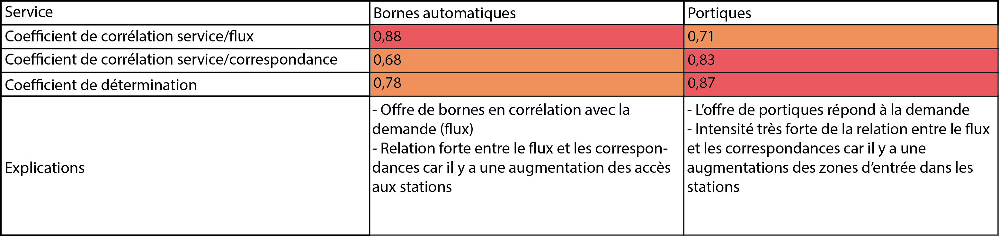 Service
Bornes automatiques
Portiques
Coefficient de corrélation service/flux
0,88
0,71
Coefficient de corrélation service/correspondance
0,68
0,83
Coefficient de détermination
0,78
0,87
Explications
- Offre de bornes en corrélation avec la
demande (flux)
- Relation forte entre le flux et les correspon-
dances car il y a une augmentation des accès
aux stations
- L’offre de portiques répond à la demande
- Intensité très forte de la relation entre le flux
et les correspondances car il y a une
augmentations des zones d’entrée dans les
stations